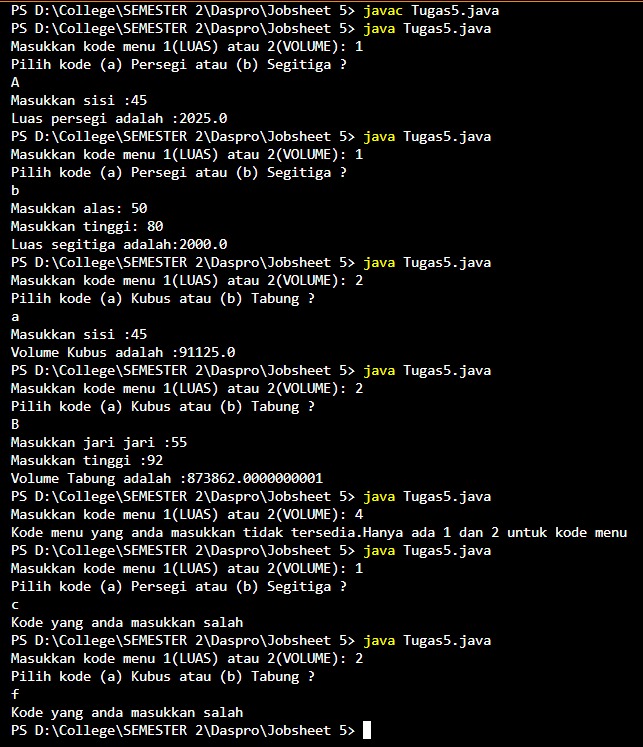 PS D:\College\SEMESTER 2\Daspro\Jobsheet 5> javac Tugas5.java
PS D:\College\SEMESTER 2\Daspro\Jobsheet 5> java Tugas5.java
Masukkan kode menu 1(LUAS) atau 2(VOLUME): 1
Pilih kode (a) Persegi atau (b) Segitiga ?
A
Masukkan sisi :45
Luas persegi adalah :2025.0
PS D:\College\SEMESTER 2\Daspro\Jobsheet 5> java Tugas5.java
Masukkan kode menu 1(LUAS) atau 2(VOLUME): 1
Pilih kode (a) Persegi atau (b) Segitiga ?
b
Masukkan alas: 50
Masukkan tinggi: 80
Luas segitiga adalah:2000.0
PS D:\College\SEMESTER 2\Daspro\Jobsheet 5> java Tugas5.java
Masukkan kode menu 1(LUAS) atau 2(VOLUME): 2
Pilih kode (a) Kubus atau (b) Tabung ?
a
Masukkan sisi :45
Volume Kubus adalah :91125.0
PS D:\College\SEMESTER 2\Daspro\Jobsheet 5> java Tugas5.java
Masukkan kode menu 1(LUAS) atau 2(VOLUME): 2
Pilih kode (a) Kubus atau (b) Tabung ?
B
Masukkan jari jari :55
Masukkan tinggi :92
Volume Tabung adalah :873862.0000000001
PS D:\College\SEMESTER 2\Daspro\Jobsheet 5> java Tugas5.java
Masukkan kode menu 1(LUAS) atau 2(VOLUME): 4
Kode menu yang anda masukkan tidak tersedia.Hanya ada 1 dan 2 untuk kode menu
PS D:\College\SEMESTER 2\Daspro\Jobsheet 5> java Tugas5.java
Masukkan kode menu 1(LUAS) atau 2(VOLUME): 1
Pilih kode (a) Persegi atau (b) Segitiga ?
c
Kode yang anda masukkan salah
PS D:\College\SEMESTER 2\Daspro\Jobsheet 5> java Tugas5.java
Masukkan kode menu 1(LUAS) atau 2(VOLUME): 2
Pilih kode (a) Kubus atau (b) Tabung ?
f
Kode yang anda masukkan salah
PS D:\College\SEMESTER 2\Daspro\Jobsheet 5>